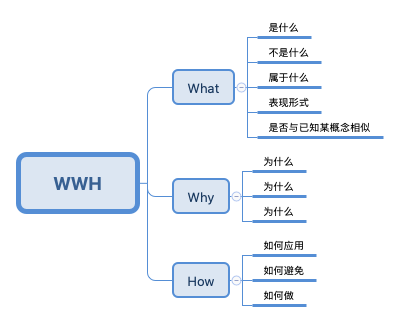 WWH
What
是什么
不是什么
属于什么
表现形式
是否与已知某概念相似
Why
为什么
为什么
为什么
How
如何应用
如何避免
如何做